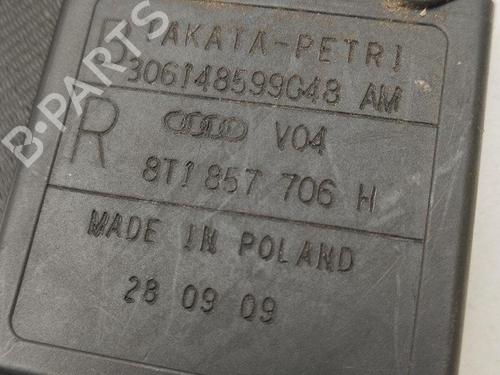 TAKATA-PETRI
306148599G48 AM
R
V04
8T1 857 706 H
MADE IN POLAND
28 09 09
B-PARTS